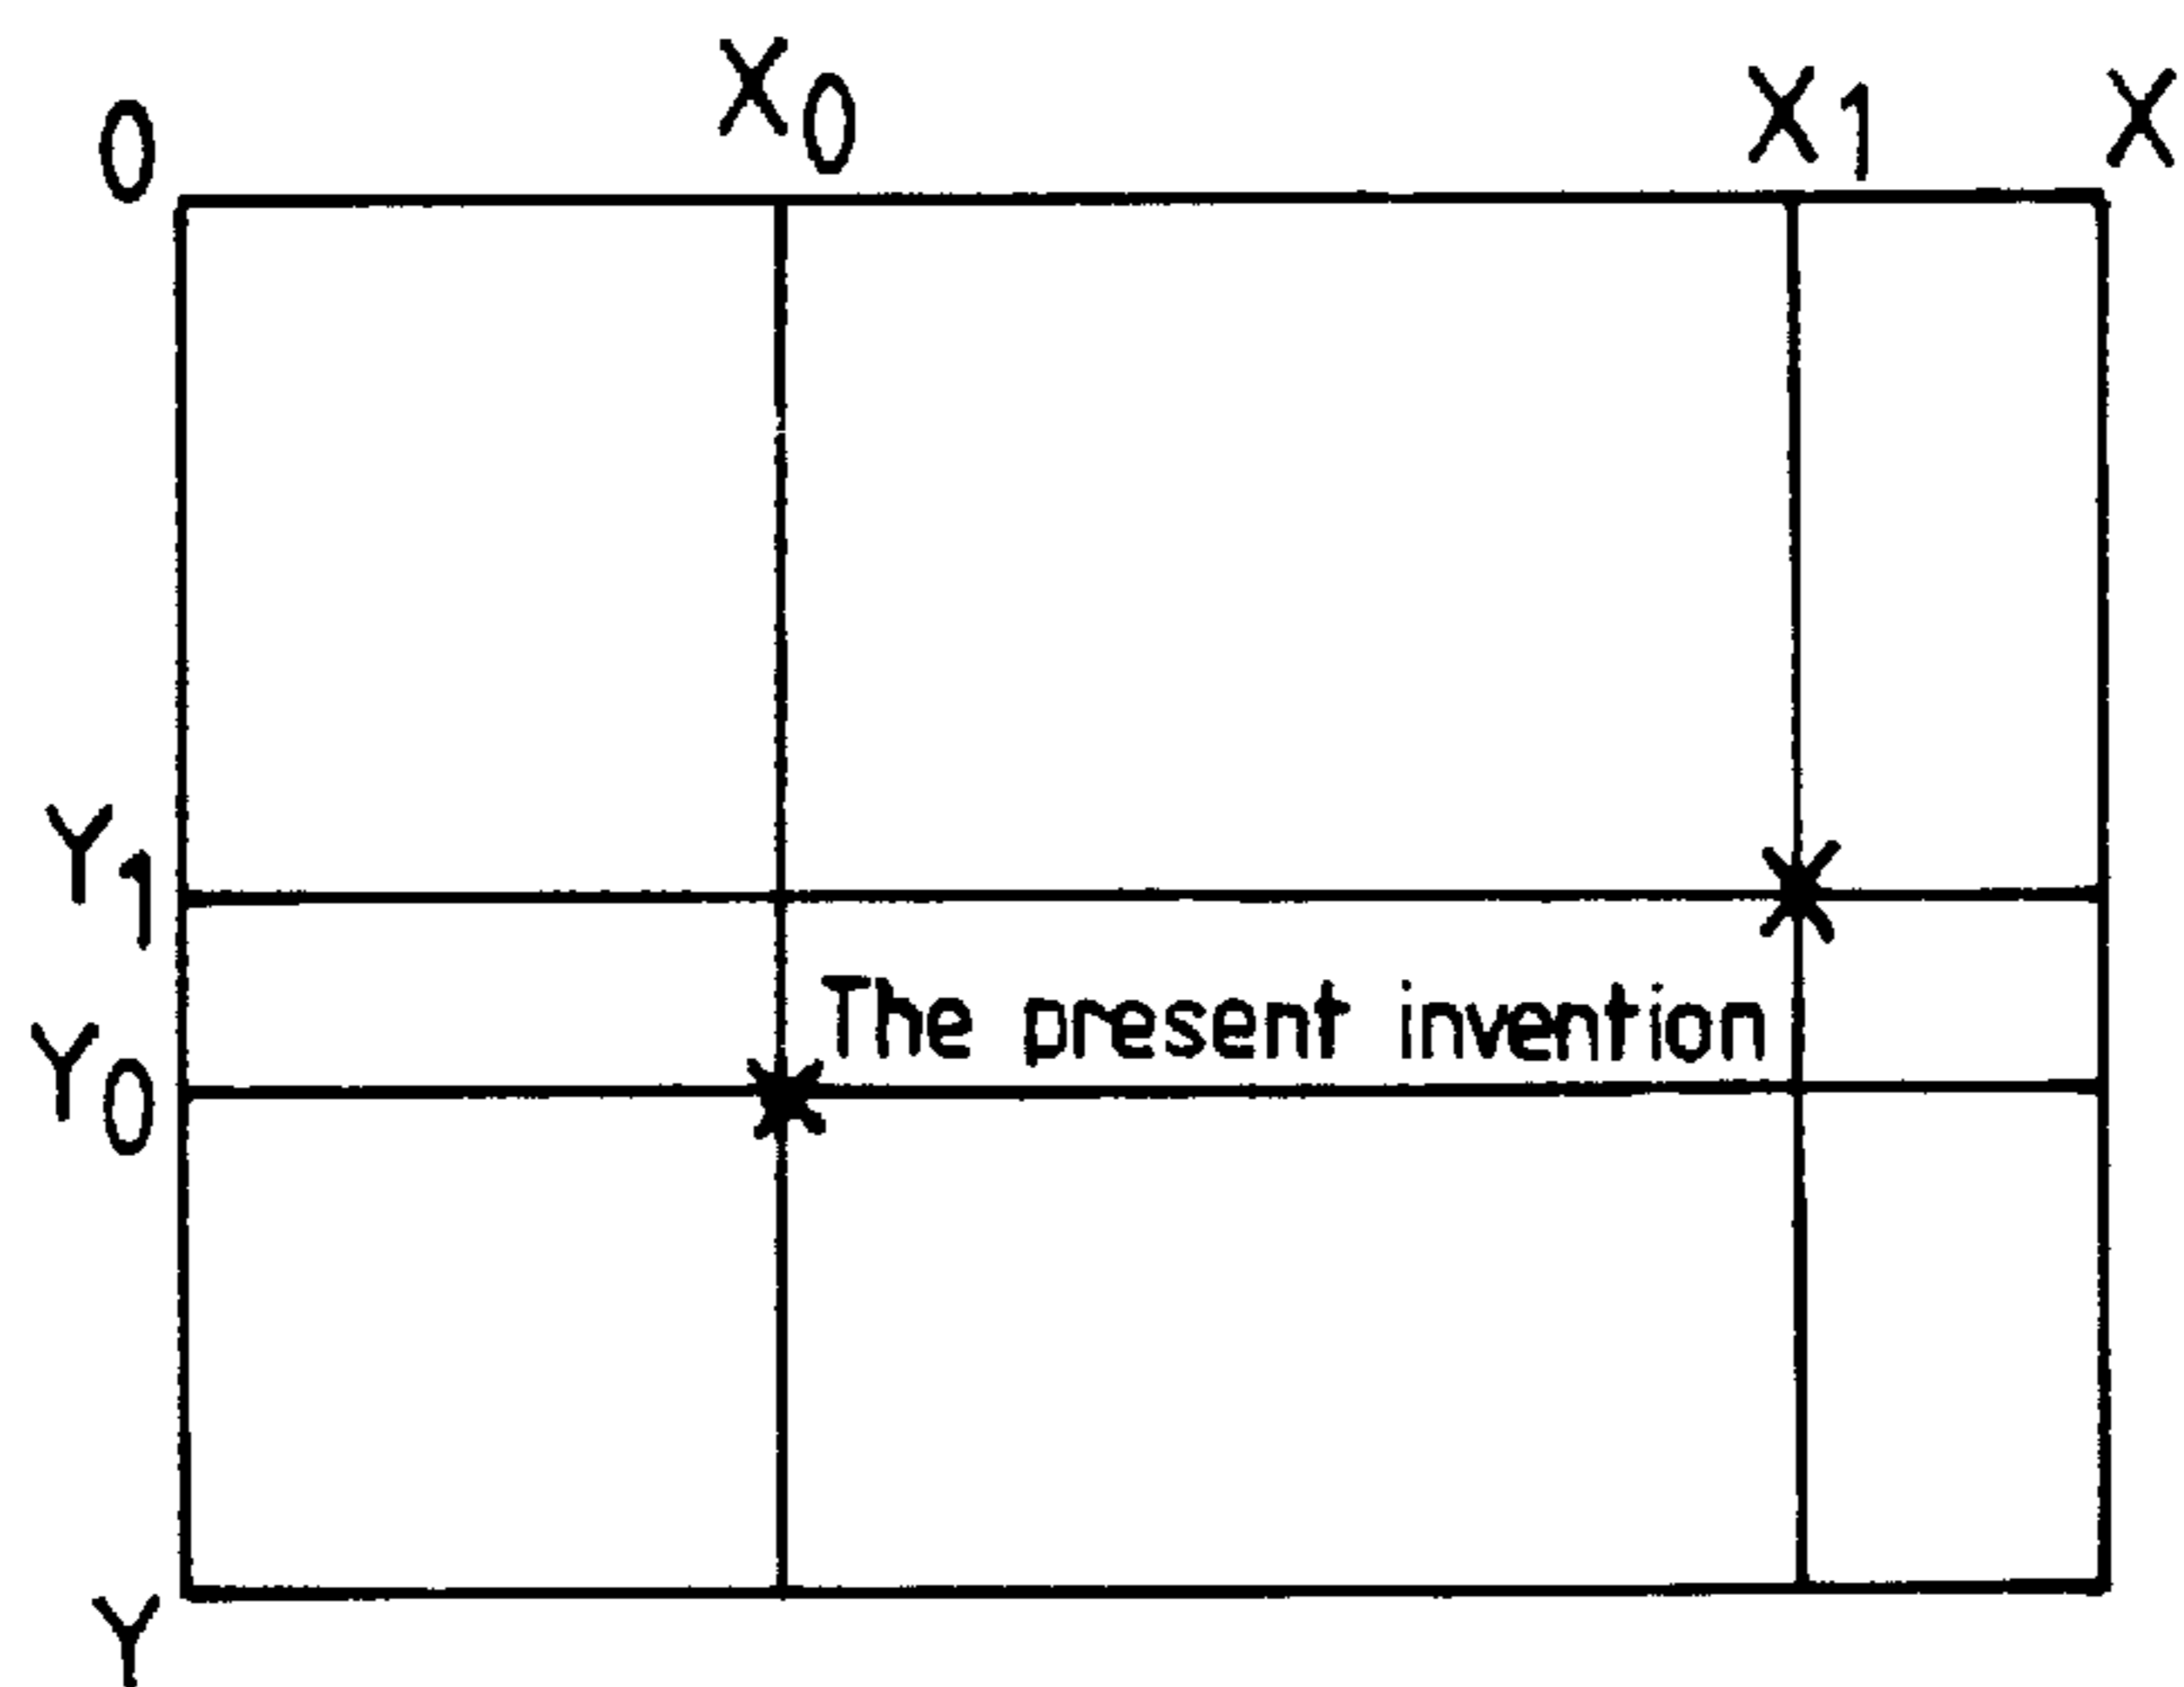 0 X0 X1 X
Y1
The present invention
Y0
Y